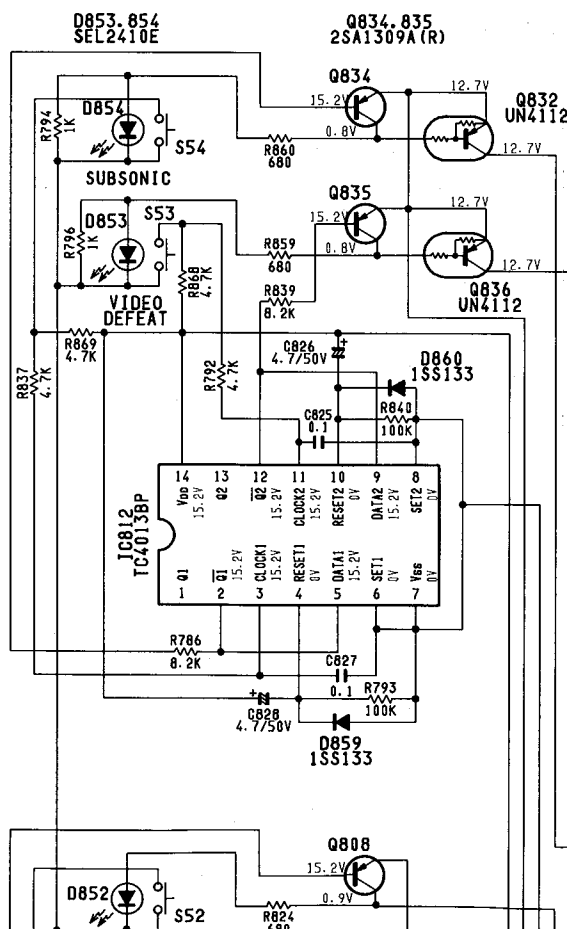 D853.854
SEL2410E
Q834.835
2SA1309A(R)
Q834
15.2V
12.7V
Q832
UN4112
R794
1K
D854
S54
0.8V
R860
680
12.7V
SUBSONIC
Q835
15.2V
12.7V
R796
1K
D853
S53
0.8V
R859
680
12.7V
R868
4.7K
R839
8.2K
Q836
UN4112
VIDEO
DEFEAT
R869
4.7K
R837
4.7K
R792
4.7K
C826
4.7/50V
D860
1SS133
C825
0.1
R840
100K
14 13 12 11 10 9 8
VDD 15.2V
Q2
Q2 15.2V
CLOCK2 15.2V
RESET2 0V
DATA2 15.2V
SET2 0V
IC812
TC4013BP
Q1
Q1 15.2V
CLOCK1 15.2V
RESET1 0V
DATA1 15.2V
SET1 0V
VSS 0V
1 2 3 4 5 6 7
R786
8.2K
C827
0.1
C828
4.7/50V
R793
100K
D859
1SS133
Q808
15.2V
D852
S52
0.9V
R824
680